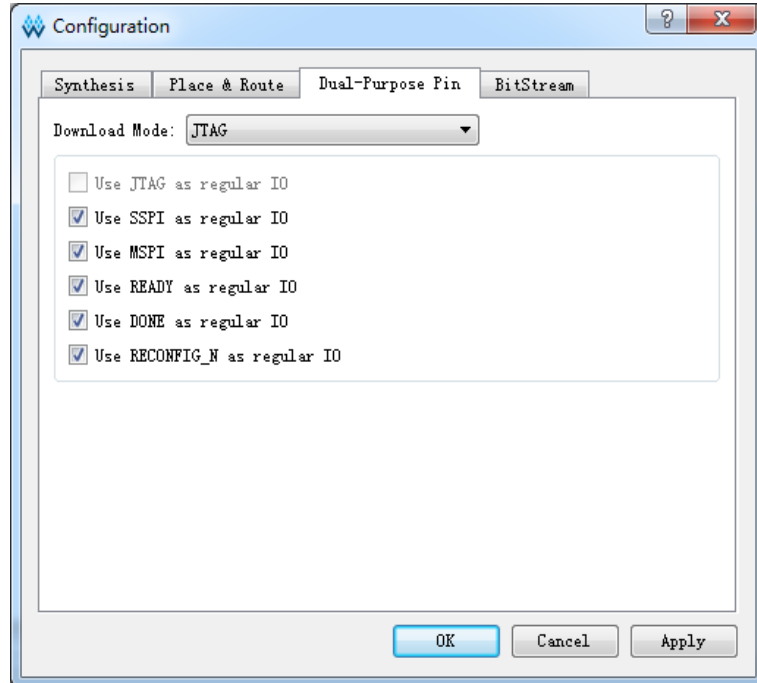 Configuration
Synthesis Place & Route Dual-Purpose Pin BitStream
Download Mode: JTAG
Use JTAG as regular IO
Use SSPI as regular IO
Use MSPI as regular IO
Use READY as regular IO
Use DONE as regular IO
Use RECONFIG_N as regular IO
OK Cancel Apply